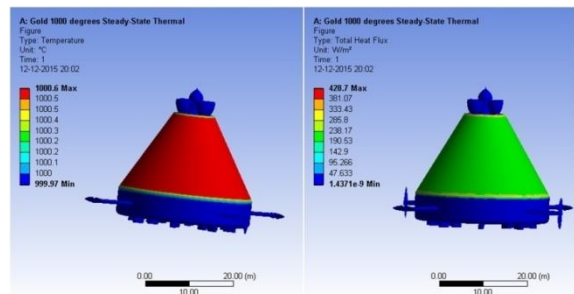 A: Gold 1000 degrees Steady-State Thermal
Figure
Type: Temperature
Unit: °C
Time: 1
12-12-2015 20:02
1000.6 Max
1000.5
1000.5
1000.4
1000.3
1000.2
1000.2
1000.1
1000
999.97 Min
0.00
20.00 (m)
10.00
A: Gold 1000 degrees Steady-State Thermal
Figure
Type: Total Heat Flux
Unit: W/m²
Time: 1
12-12-2015 20:02
428.7 Max
381.07
333.43
285.8
238.17
190.53
142.9
95.266
47.633
1.4371e-9 Min
0.00
20.00 (m)
10.00